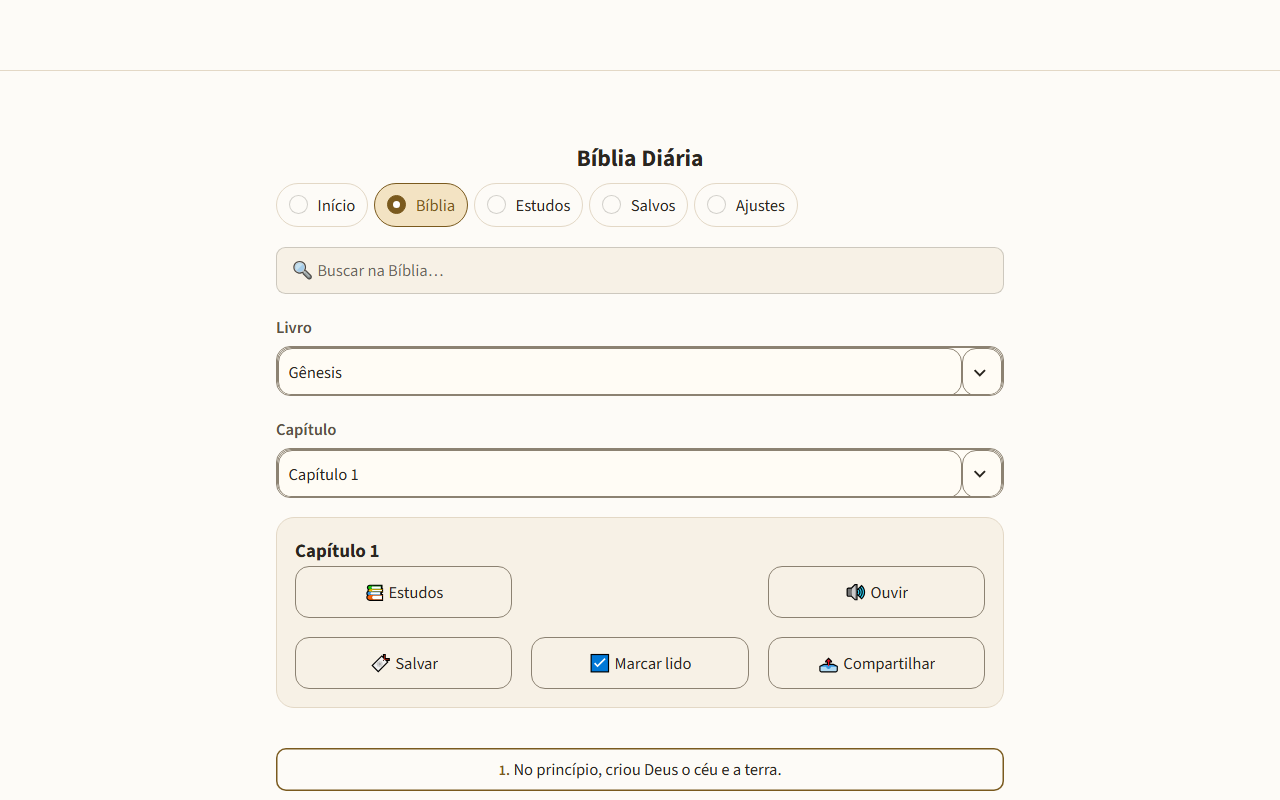 Bíblia Diária
Início Bíblia Estudos Salvos Ajustes
🔍 Buscar na Bíblia…
Livro
Gênesis
Capítulo
Capítulo 1
Capítulo 1
📚 Estudos 🔊 Ouvir
🔖 Salvar ☑️ Marcar lido 📤 Compartilhar
1. No princípio, criou Deus o céu e a terra.